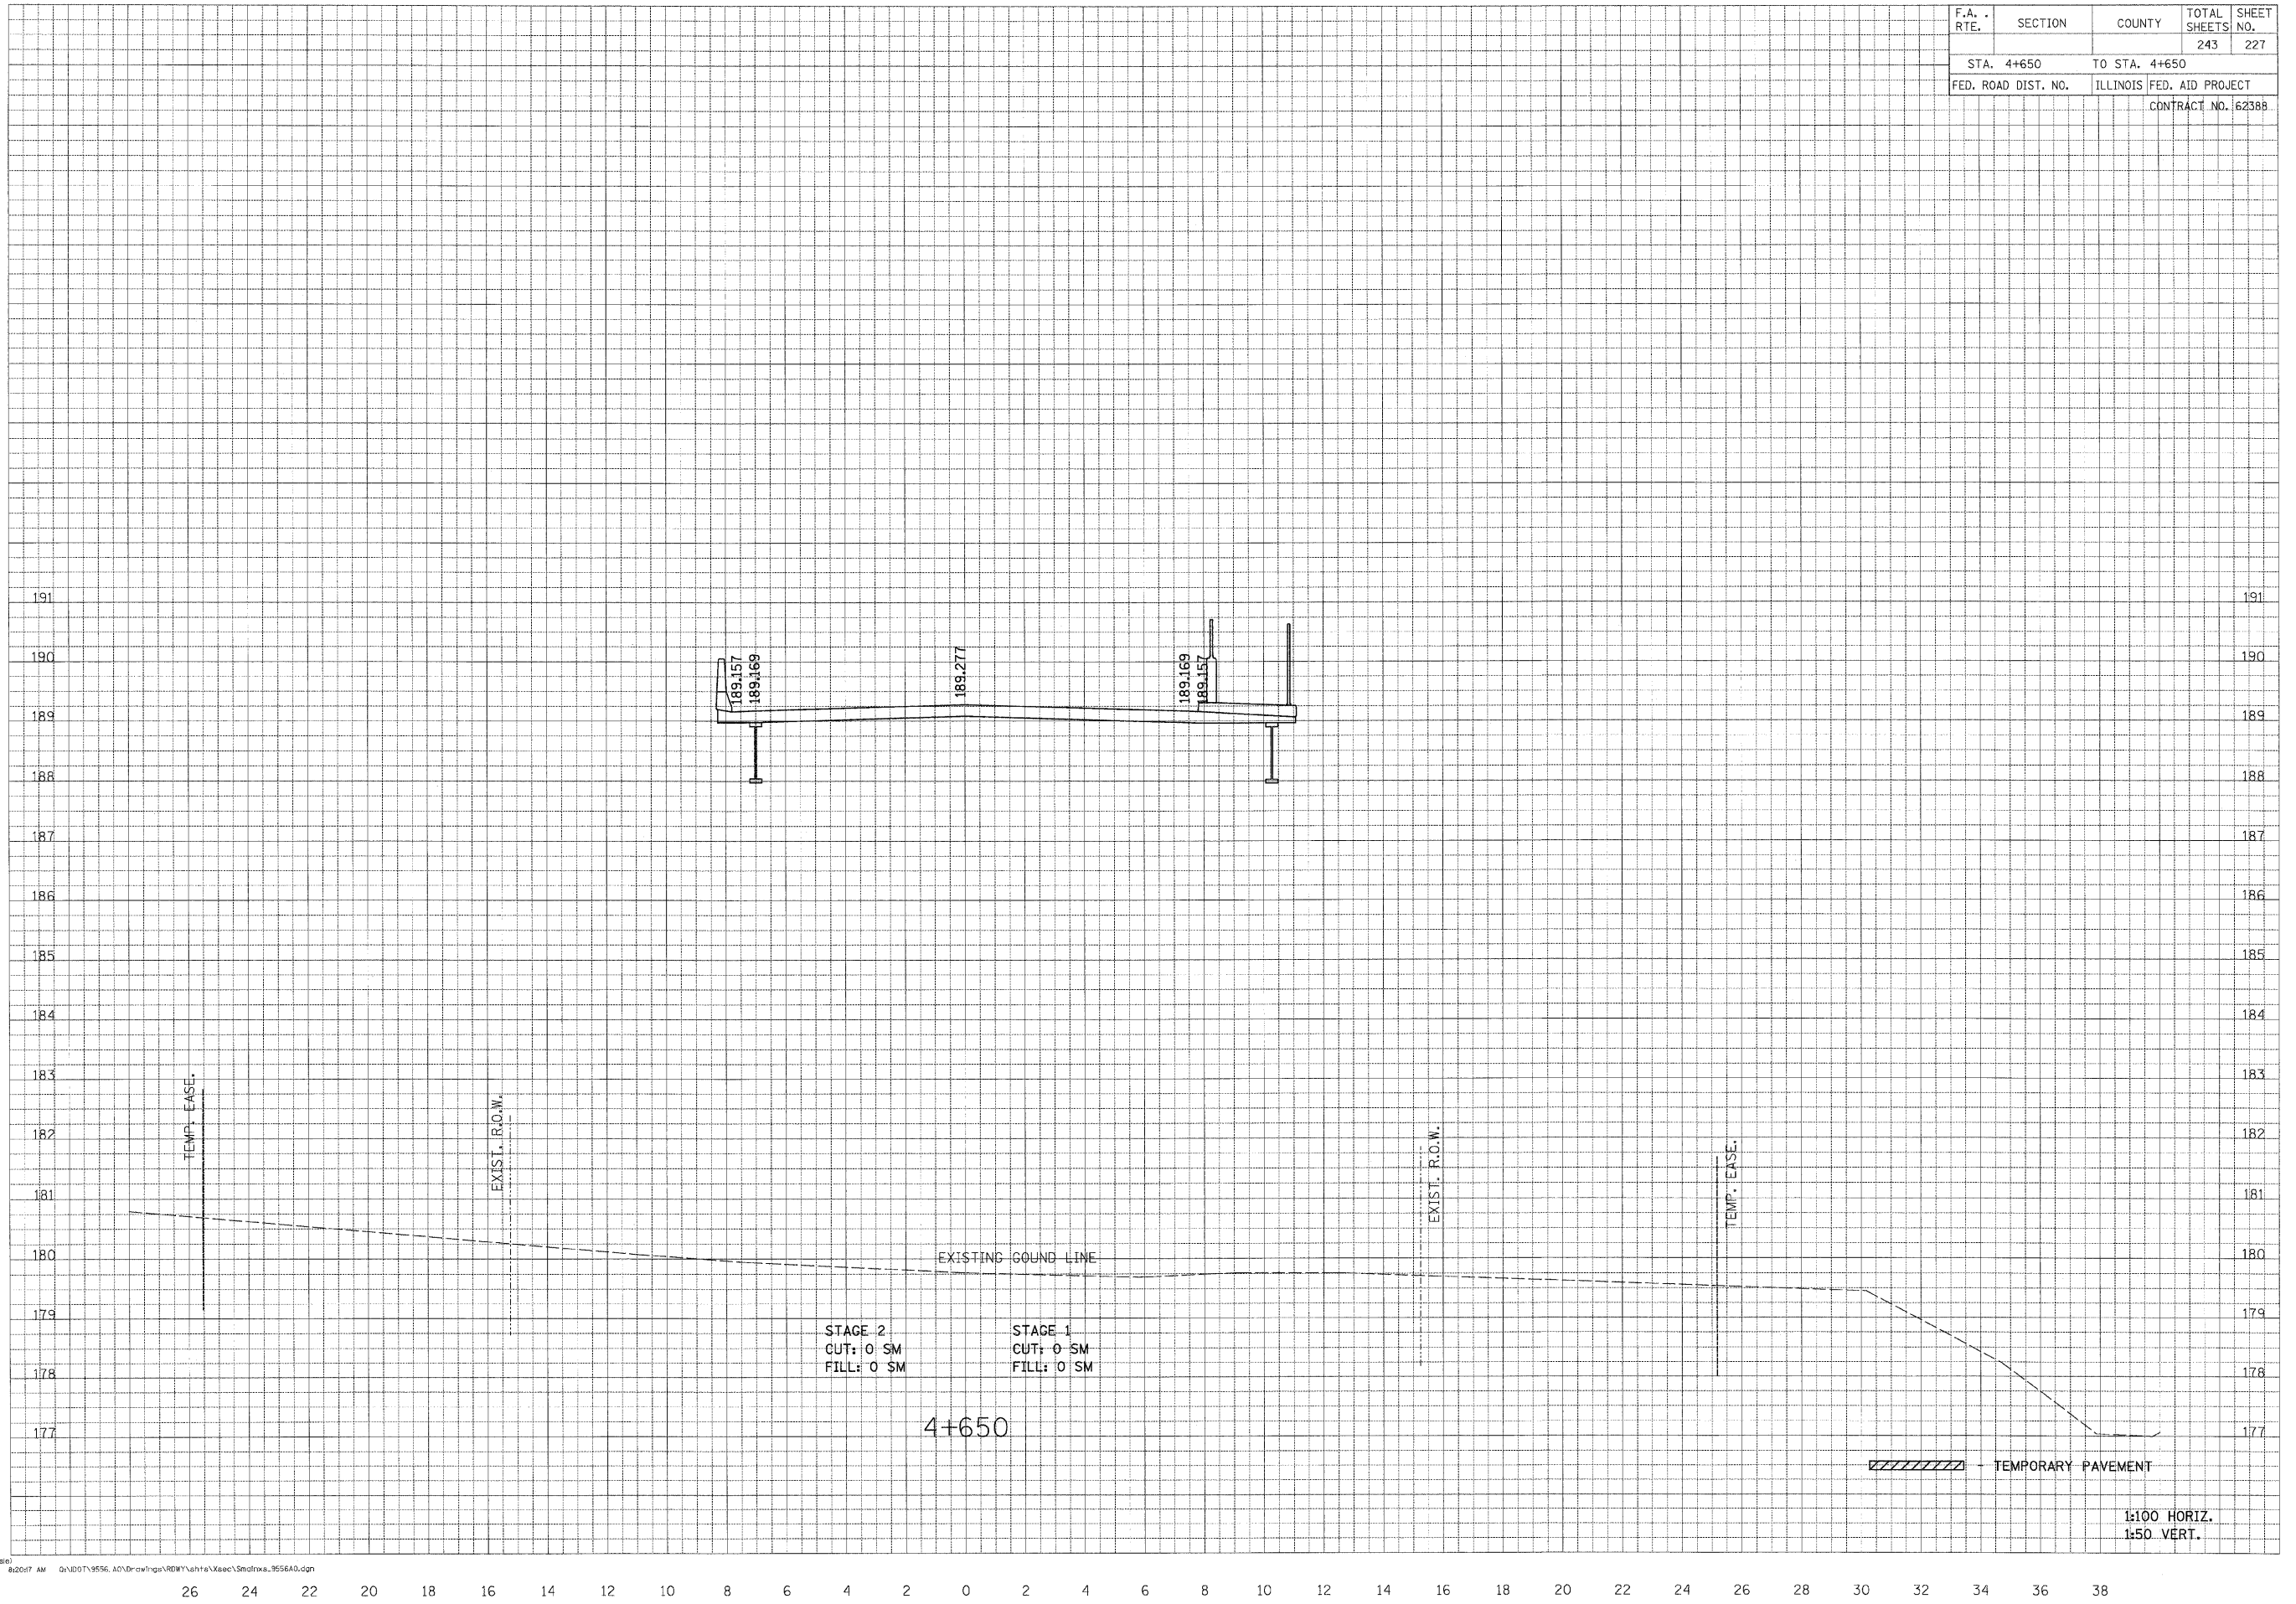 F.A. . RTE. SECTION COUNTY TOTAL SHEETS SHEET NO.
243 227
STA. 4+650 TO STA. 4+650
FED. ROAD DIST. NO. ILLINOIS FED. AID PROJECT
CONTRACT NO. 62388
191 191
190 190
189.157
189.169
189.277
189.169
189.157
189 189
188 188
187 187
186 186
185 185
184 184
183 183
TEMP. EASE.
EXIST. R.O.W.
EXIST. R.O.W.
TEMP. EASE.
182 182
181 181
180 180
EXISTING GOUND LINE
179 179
STAGE 2
CUT: 0 SM
FILL: 0 SM
STAGE 1
CUT: 0 SM
FILL: 0 SM
178 178
4+650
177 177
- TEMPORARY PAVEMENT
1:100 HORIZ.
1:50 VERT.
8:20:17 AM
26 24 22 20 18 16 14 12 10 8 6 4 2 0 2 4 6 8 10 12 14 16 18 20 22 24 26 28 30 32 34 36 38